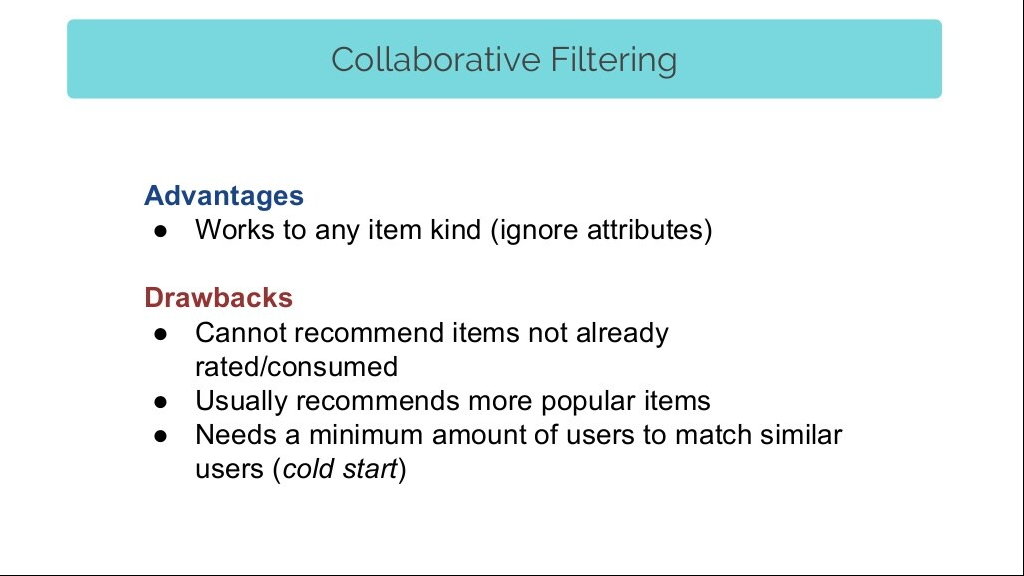 Collaborative Filtering
Advantages
● Works to any item kind (ignore attributes)
Drawbacks
● Cannot recommend items not already
rated/consumed
● Usually recommends more popular items
● Needs a minimum amount of users to match similar
users (cold start)